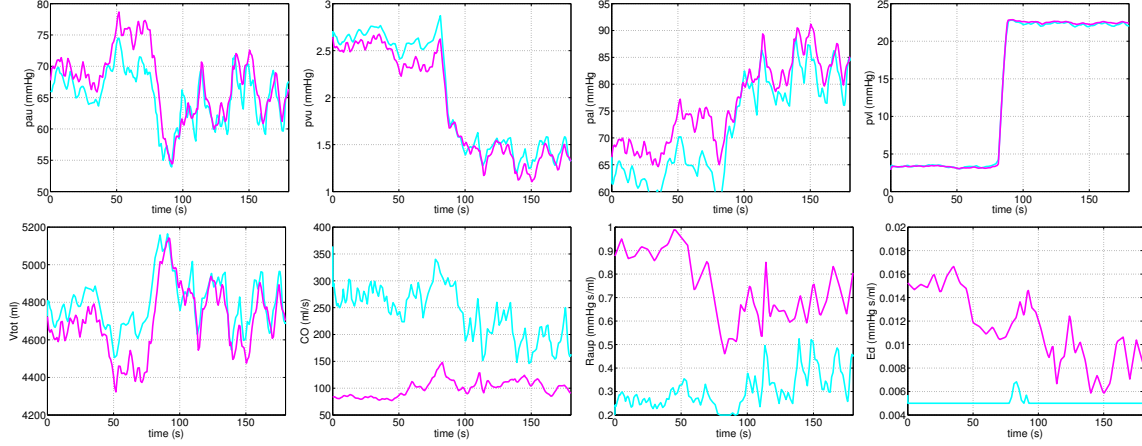 80
75
70
65
60
55
50
pau (mmHg)
0 50 100 150
time (s)
3
2.6
2.2
1.8
1.4
1
pvu (mmHg)
0 50 100 150
time (s)
95
90
85
80
75
70
65
60
pal (mmHg)
0 50 100 150
time (s)
25
20
15
10
5
0
pvl (mmHg)
0 50 100 150
time (s)
5200
5000
4800
4600
4400
4200
Vtot (ml)
0 50 100 150
time (s)
400
350
300
250
200
150
100
50
CO (ml/s)
0 50 100 150
time (s)
1
0.9
0.8
0.7
0.6
0.5
0.4
0.3
0.2
Raup (mmHg s/ml)
0 50 100 150
time (s)
0.02
0.018
0.016
0.014
0.012
0.01
0.008
0.006
0.004
Ed (mmHg s/ml)
0 50 100 150
time (s)